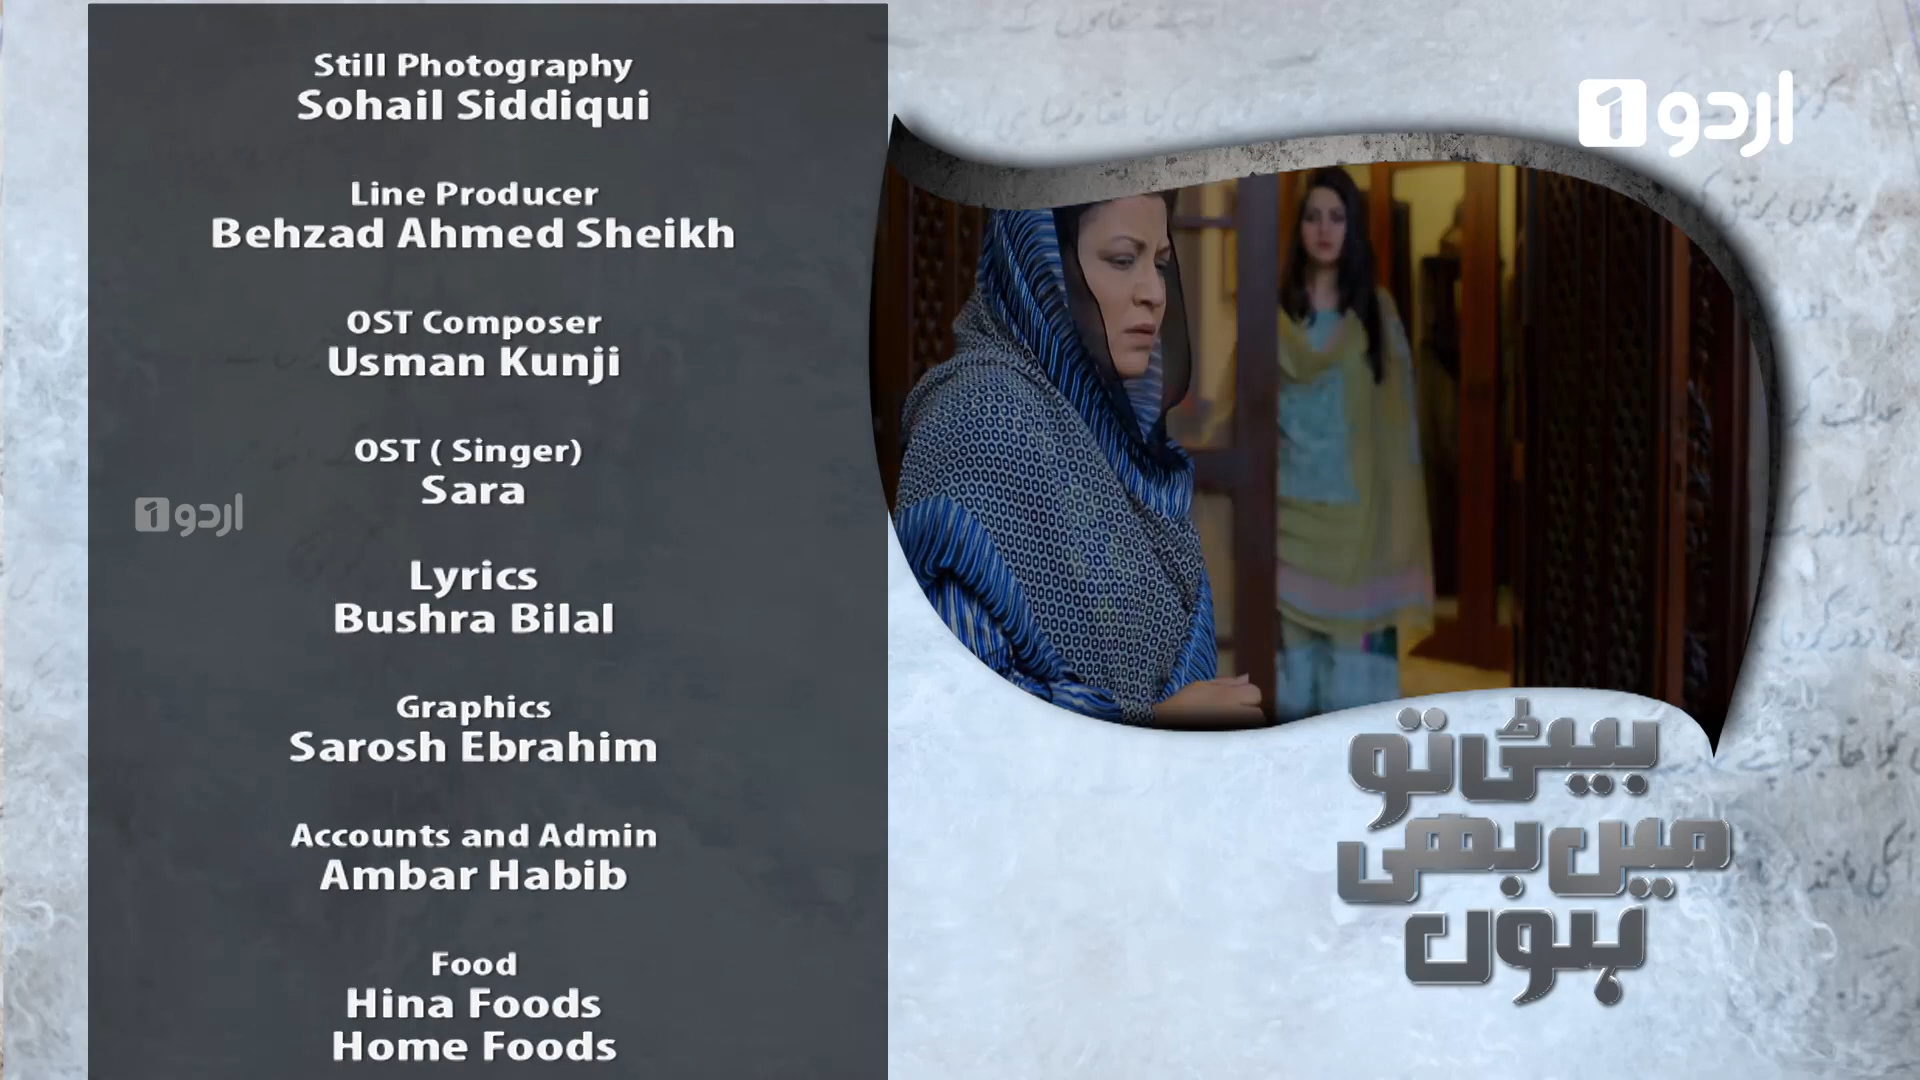 Still Photography
Sohail Siddiqui
Line Producer
Behzad Ahmed Sheikh
OST Composer
Usman Kunji
OST ( Singer)
Sara
Lyrics
Bushra Bilal
Graphics
Sarosh Ebrahim
Accounts and Admin
Ambar Habib
Food
Hina Foods
Home Foods
اردو 1
اردو 1
بیٹی تو
میں بھی
ہوں